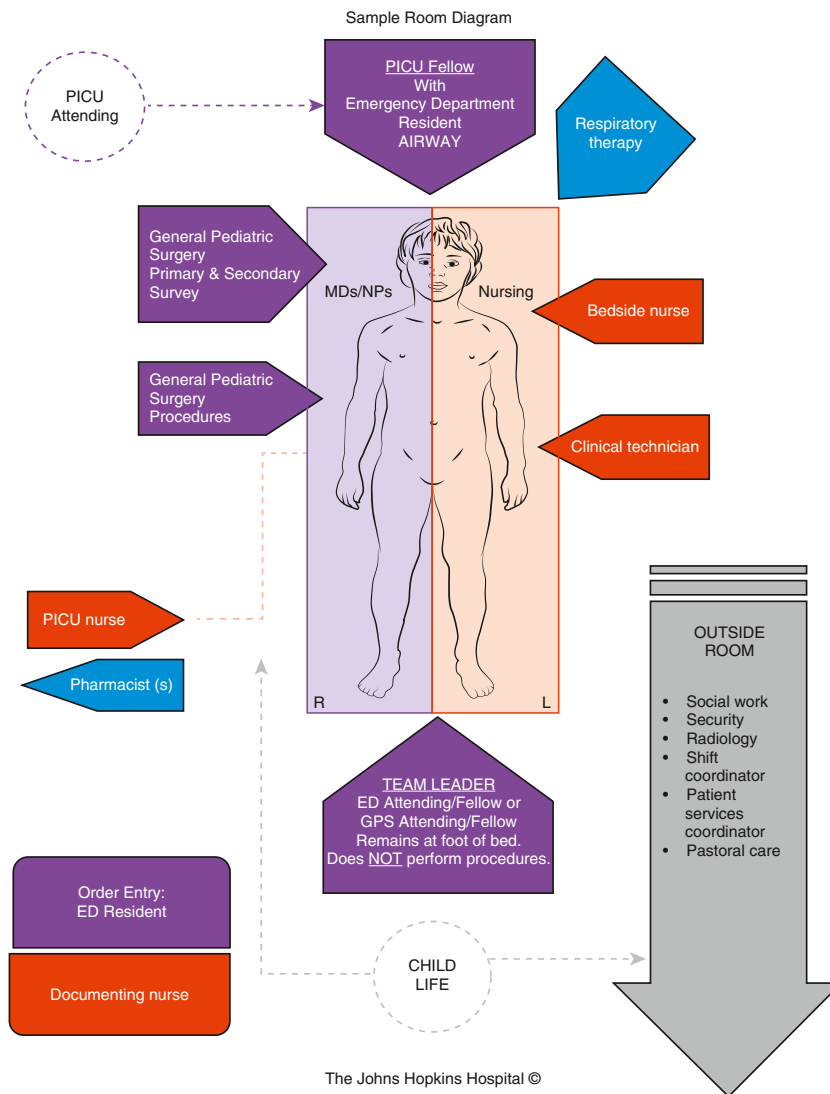 Sample Room Diagram
PICU
Attending
PICU Fellow
With
Emergency Department
Resident
AIRWAY
Respiratory
therapy
General Pediatric
Surgery
Primary & Secondary
Survey
MDs/NPs
Nursing
Bedside nurse
General Pediatric
Surgery
Procedures
Clinical technician
PICU nurse
Pharmacist (s)
R
L
OUTSIDE
ROOM
• Social work
• Security
• Radiology
• Shift
coordinator
• Patient
services
coordinator
• Pastoral care
TEAM LEADER
ED Attending/Fellow or
GPS Attending/Fellow
Remains at foot of bed.
Does NOT perform procedures.
Order Entry:
ED Resident
Documenting nurse
CHILD
LIFE
The Johns Hopkins Hospital ©